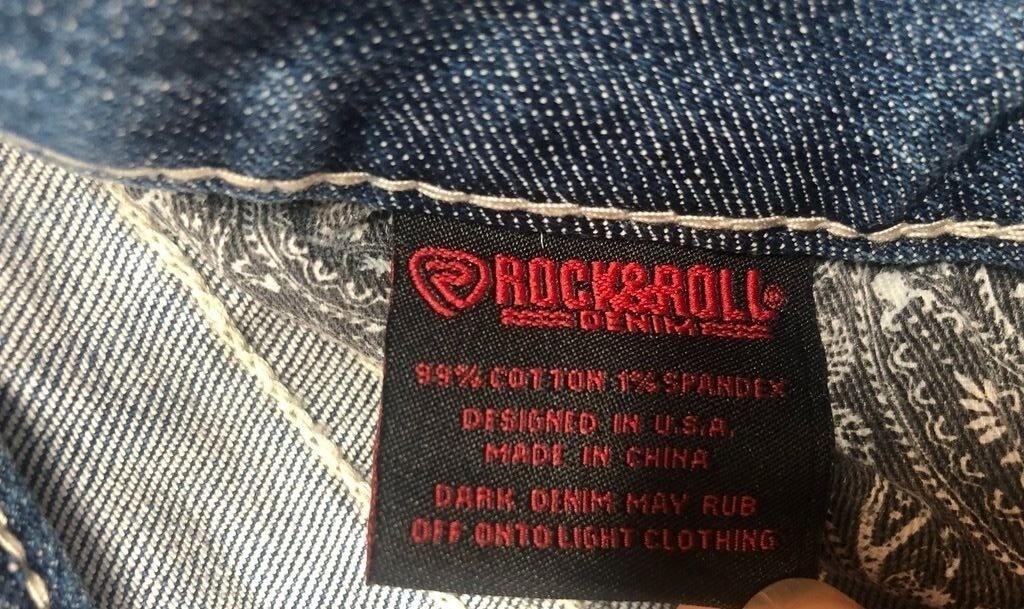 ROCK&ROLL®
DENIM
99% COTTON 1% SPANDEX
DESIGNED IN U.S.A.
MADE IN CHINA
DARK DENIM MAY RUB
OFF ONTO LIGHT CLOTHING